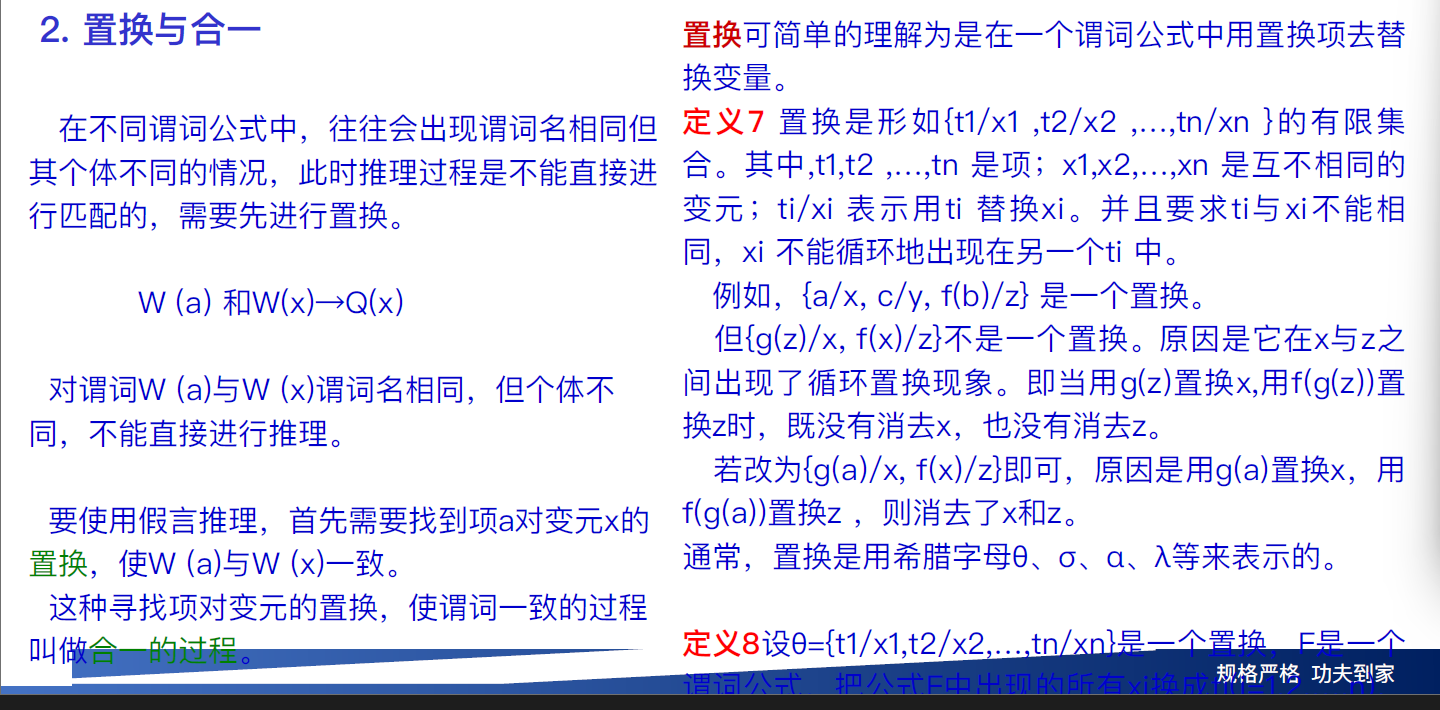 2. 置换与合一
在不同谓词公式中，往往会出现谓词名相同但
其个体不同的情况，此时推理过程是不能直接进
行匹配的，需要先进行置换。
W (a) 和W(x)→Q(x)
对谓词W (a)与W (x)谓词名相同，但个体不
同，不能直接进行推理。
要使用假言推理，首先需要找到项a对变元x的
置换，使W (a)与W (x)一致。
这种寻找项对变元的置换，使谓词一致的过程
叫做合一的过程。
置换可简单的理解为是在一个谓词公式中用置换项去替
换变量。
定义7 置换是形如{t1/x1 ,t2/x2 ,…,tn/xn }的有限集
合。其中,t1,t2 ,…,tn 是项；x1,x2,…,xn 是互不相同的
变元；ti/xi 表示用ti 替换xi。并且要求ti与xi不能相
同，xi 不能循环地出现在另一个ti 中。
例如，{a/x, c/y, f(b)/z} 是一个置换。
但{g(z)/x, f(x)/z}不是一个置换。原因是它在x与z之
间出现了循环置换现象。即当用g(z)置换x,用f(g(z))置
换z时，既没有消去x，也没有消去z。
若改为{g(a)/x, f(x)/z}即可，原因是用g(a)置换x，用
f(g(a))置换z ，则消去了x和z。
通常，置换是用希腊字母θ、σ、α、λ等来表示的。
定义8设θ={t1/x1,t2/x2,…,tn/xn}是一个置换，F是一个
谓词公式，把公式F中出现的所有xi换成
规格严格 功夫到家